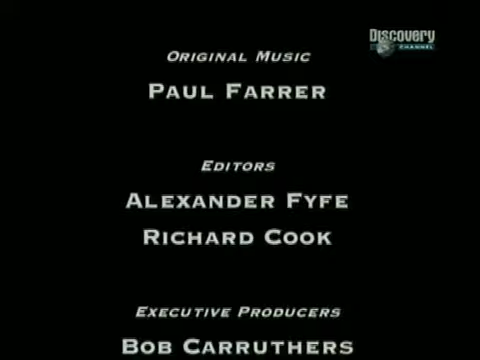 Discovery
CHANNEL
ORIGINAL MUSIC
PAUL FARRER
EDITORS
ALEXANDER FYFE
RICHARD COOK
EXECUTIVE PRODUCERS
BOB CARRUTHERS